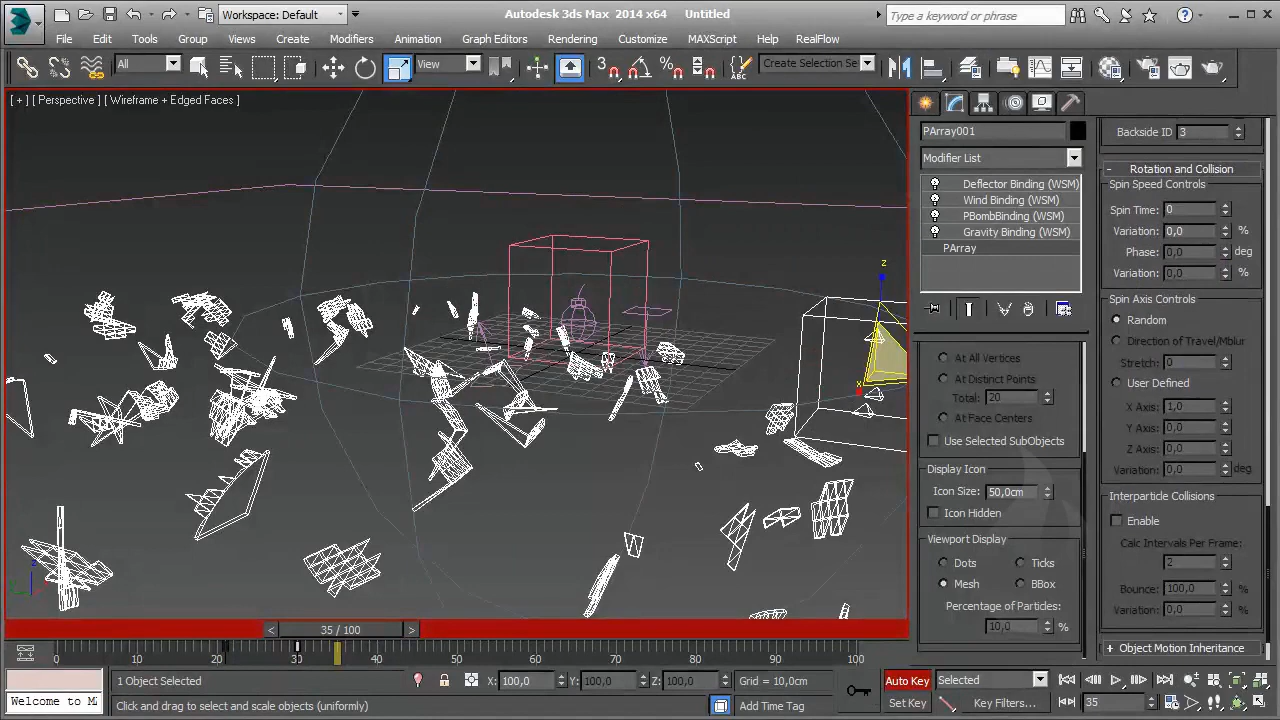 Workspace: Default
Autodesk 3ds Max 2014 x64 Untitled
Type a keyword or phrase
File Edit Tools Group Views Create Modifiers Animation Graph Editors Rendering Customize MAXScript Help RealFlow
All
View
3
%
ABC
Create Selection Se
[ + ] [ Perspective ] [ Wireframe + Edged Faces ]
z
x
z
PArray001
Modifier List
Deflector Binding (WSM)
Wind Binding (WSM)
PBombBinding (WSM)
Gravity Binding (WSM)
PArray
At All Vertices
At Distinct Points
Total: 20
At Face Centers
Use Selected SubObjects
Display Icon
Icon Size: 50,0cm
Icon Hidden
Viewport Display
Dots Ticks
Mesh BBox
Percentage of Particles:
10,0 %
Backside ID 3
- Rotation and Collision
Spin Speed Controls
Spin Time: 0
Variation: 0,0 %
Phase: 0,0 deg
Variation: 0,0 %
Spin Axis Controls
Random
Direction of Travel/Mblur
Stretch: 0
User Defined
X Axis: 1,0
Y Axis: 0,0
Z Axis: 0,0
Variation: 0,0 deg
Interparticle Collisions
Enable
Calc Intervals Per Frame:
2
Bounce: 100,0 %
Variation: 0,0 %
+ Object Motion Inheritance
< 35 / 100 >
0 10 20 30 40 50 60 70 80 90 100
1 Object Selected
X: 100,0 Y: 100,0 Z: 100,0
Grid = 10,0cm
Auto Key Selected
Welcome to M
Click and drag to select and scale objects (uniformly)
Add Time Tag
Set Key Key Filters...
35